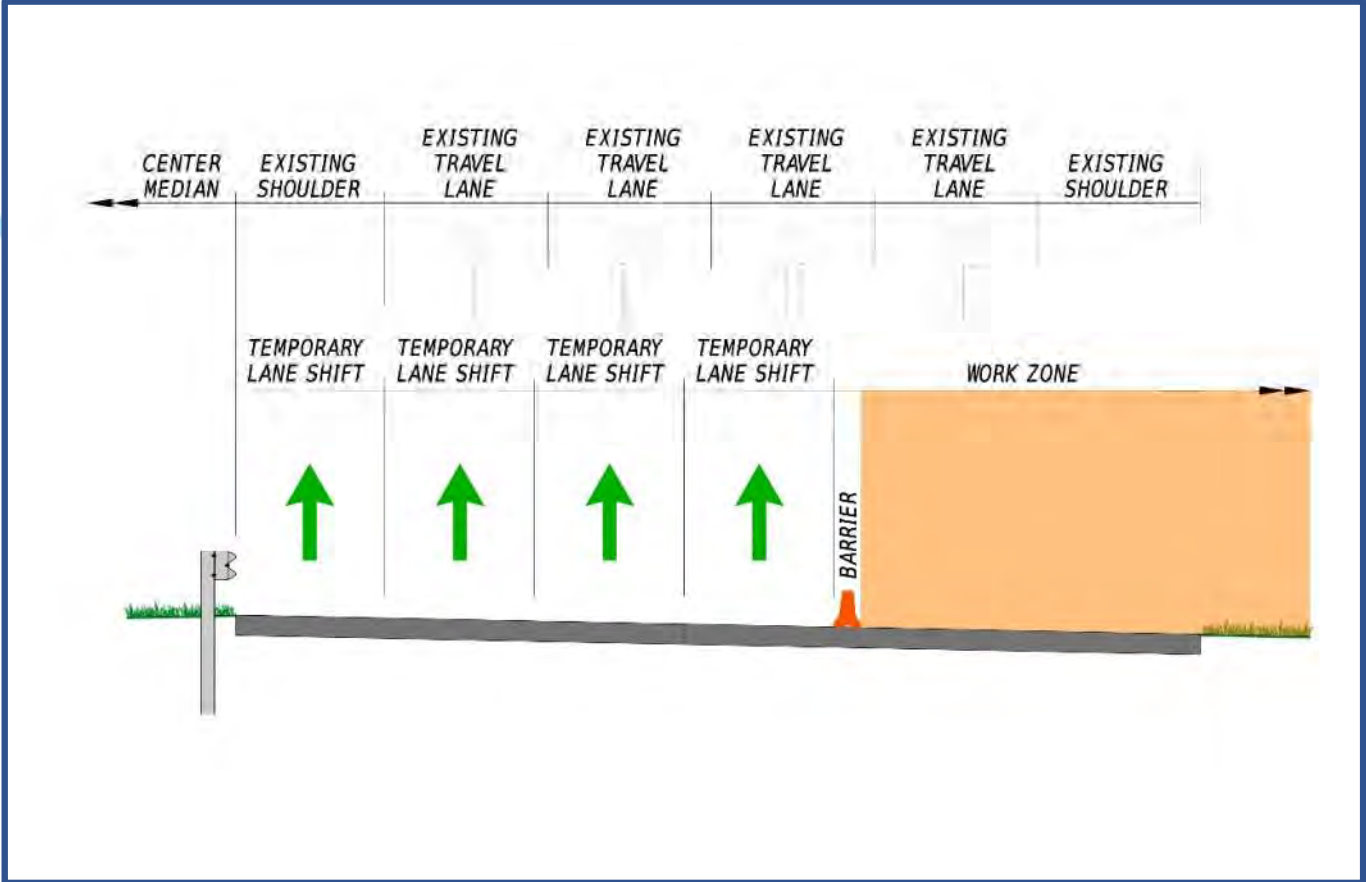 CENTER
MEDIAN
EXISTING
SHOULDER
EXISTING
TRAVEL
LANE
EXISTING
TRAVEL
LANE
EXISTING
TRAVEL
LANE
EXISTING
TRAVEL
LANE
EXISTING
SHOULDER
TEMPORARY
LANE SHIFT
TEMPORARY
LANE SHIFT
TEMPORARY
LANE SHIFT
TEMPORARY
LANE SHIFT
WORK ZONE
BARRIER